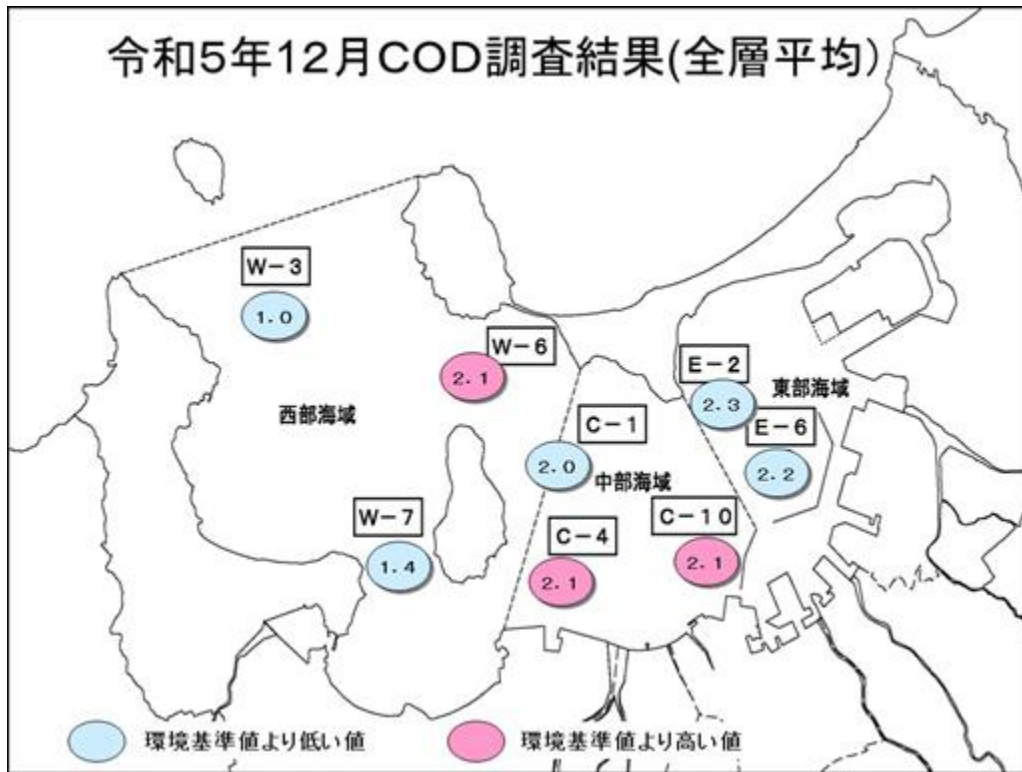 令和5年12月COD調査結果(全層平均)
W-3
1.0
W-6
2.1
E-2
2.3
東部海域
西部海域
C-1
2.0
E-6
2.2
中部海域
W-7
1.4
C-4
2.1
C-10
2.1
環境基準値より低い値
環境基準値より高い値